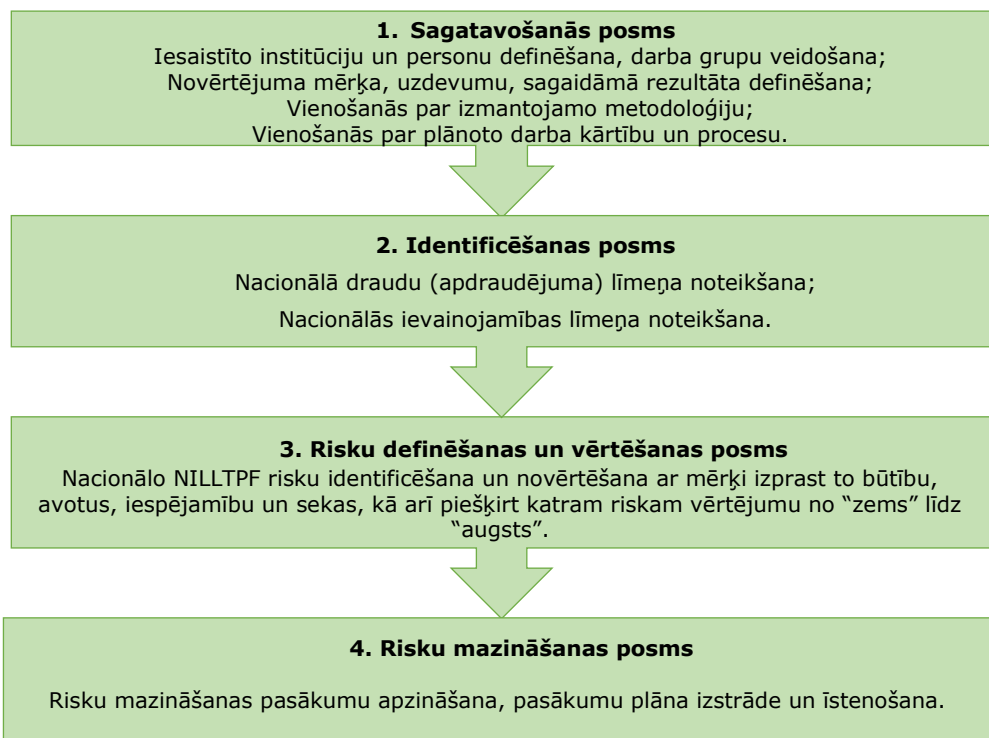 1. Sagatavošanās posms
Iesaistīto institūciju un personu definēšana, darba grupu veidošana;
Novērtējuma mērķa, uzdevumu, sagaidāmā rezultāta definēšana;
Vienošanās par izmantojamo metodoloģiju;
Vienošanās par plānoto darba kārtību un procesu.
2. Identificēšanas posms
Nacionālā draudu (apdraudējuma) līmeņa noteikšana;
Nacionālās ievainojamības līmeņa noteikšana.
3. Risku definēšanas un vērtēšanas posms
Nacionālo NILLTPF risku identificēšana un novērtēšana ar mērķi izprast to būtību,
avotus, iespējamību un sekas, kā arī piešķirt katram riskam vērtējumu no “zems” līdz
“augsts”.
4. Risku mazināšanas posms
Risku mazināšanas pasākumu apzināšana, pasākumu plāna izstrāde un īstenošana.